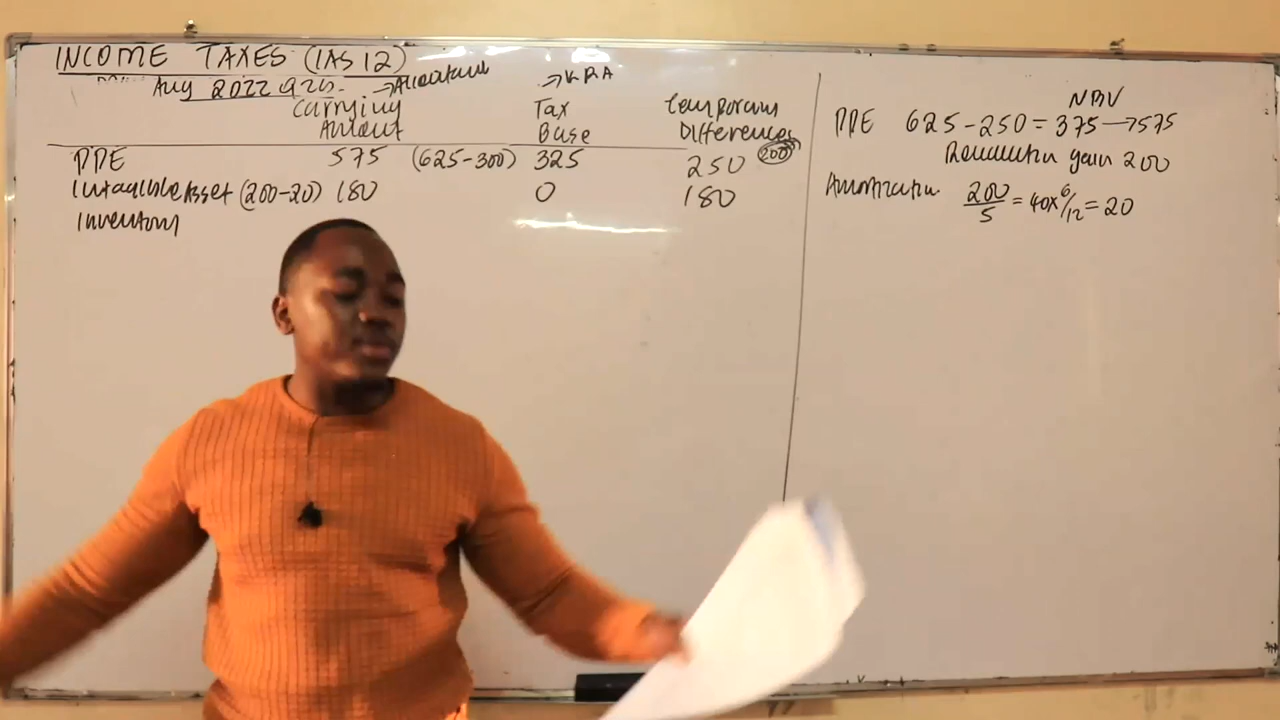 INCOME TAXES (IAS 12)
Aug 2022 Q2b. →Accountant →KRA
Carrying Amount Tax Base Temporary Differences
PPE 575 (625-300) 325 250 (200)
Intangible Asset (200-20) 180 0 180
Inventory
NBV
PPE 625-250 = 375 → 575
Revaluation gain 200
Amortization 200/5 = 40x6/12 = 20